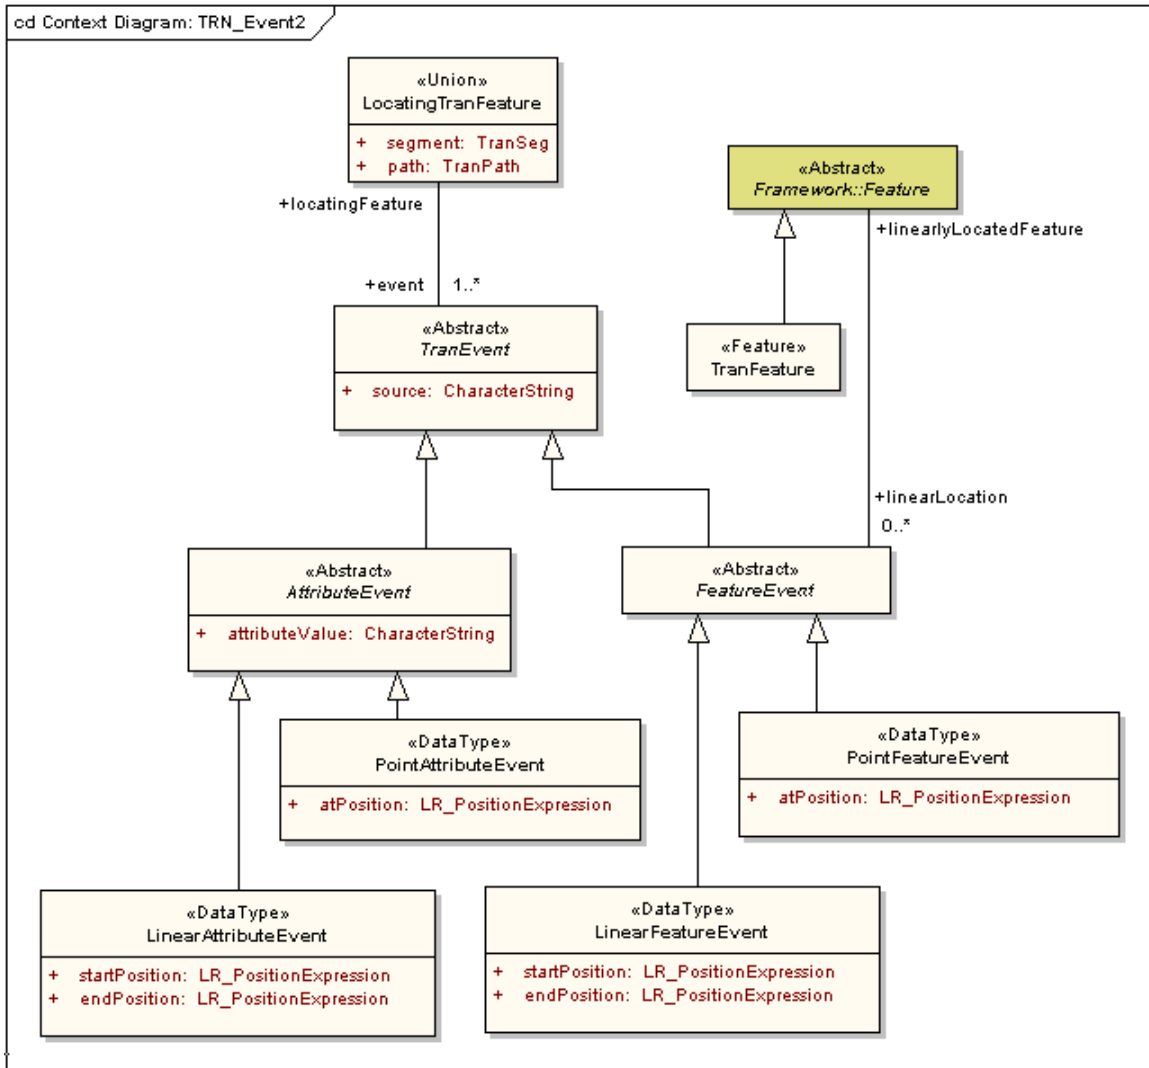 cd Context Diagram: TRN_Event2
«Union»
LocatingTranFeature
+ segment: TranSeg
+ path: TranPath
«Abstract»
Framework::Feature
+locatingFeature
+linearlyLocatedFeature
+event 1..*
«Abstract»
TranEvent
+ source: CharacterString
«Feature»
TranFeature
+linearLocation
0..*
«Abstract»
AttributeEvent
+ attributeValue: CharacterString
«Abstract»
FeatureEvent
«DataType»
PointAttributeEvent
+ atPosition: LR_PositionExpression
«DataType»
PointFeatureEvent
+ atPosition: LR_PositionExpression
«DataType»
LinearAttributeEvent
+ startPosition: LR_PositionExpression
+ endPosition: LR_PositionExpression
«DataType»
LinearFeatureEvent
+ startPosition: LR_PositionExpression
+ endPosition: LR_PositionExpression